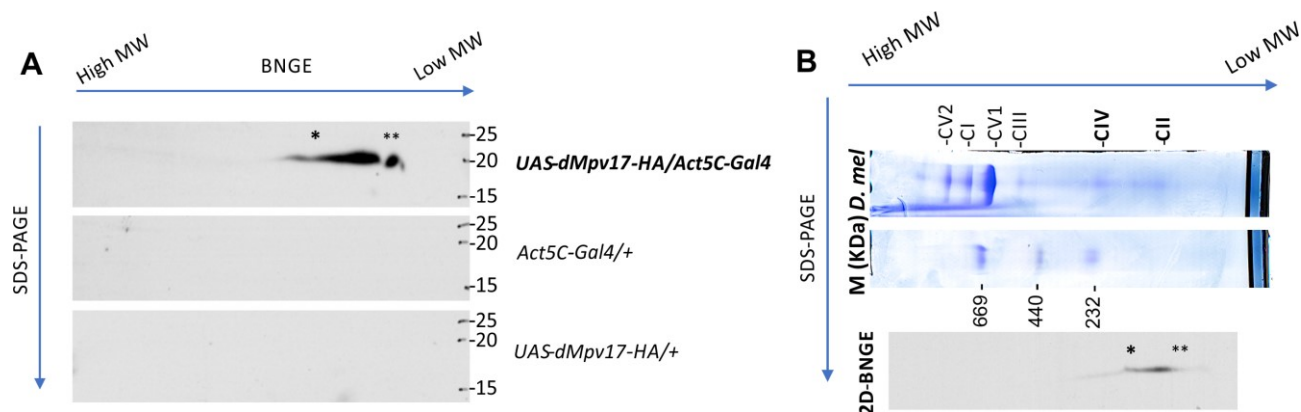 A
High MW
BNGE
Low MW
SDS-PAGE
*
**
-25
-20
-15
UAS-dMpv17-HA/Act5C-Gal4
-25
-20
-15
Act5C-Gal4/+
-25
-20
-15
UAS-dMpv17-HA/+
B
High MW
Low MW
SDS-PAGE
-CV2
-CI
-CV1
-CIII
-CIV
-CII
D. mel
M (KDa)
669 -
440 -
232 -
2D-BNGE
*
**